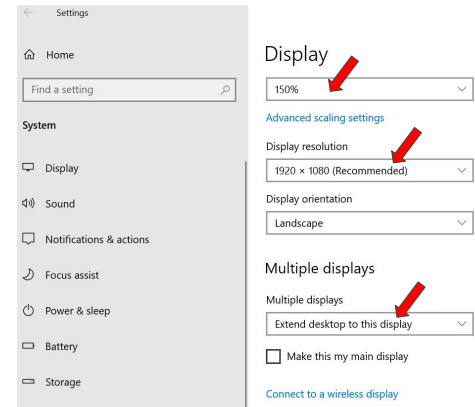 Settings
Home
Find a setting
System
Display
Sound
Notifications & actions
Focus assist
Power & sleep
Battery
Storage
Display
150%
Advanced scaling settings
Display resolution
1920 × 1080 (Recommended)
Display orientation
Landscape
Multiple displays
Multiple displays
Extend desktop to this display
Make this my main display
Connect to a wireless display